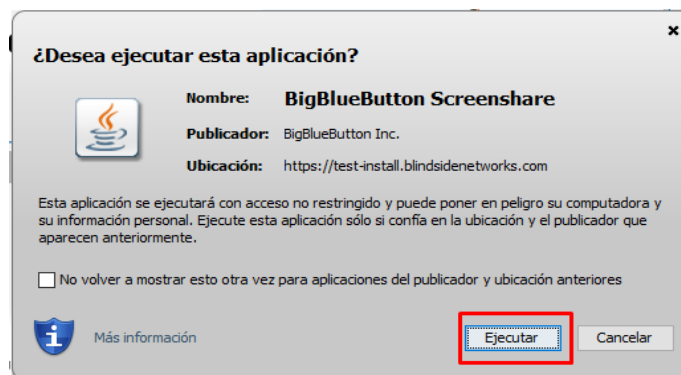 ¿Desea ejecutar esta aplicación?
Nombre: BigBlueButton Screenshare
Publicador: BigBlueButton Inc.
Ubicación: https://test-install.blindsidenetworks.com
Esta aplicación se ejecutará con acceso no restringido y puede poner en peligro su computadora y
su información personal. Ejecute esta aplicación sólo si confía en la ubicación y el publicador que
aparecen anteriormente.
No volver a mostrar esto otra vez para aplicaciones del publicador y ubicación anteriores
Más información
Ejecutar
Cancelar